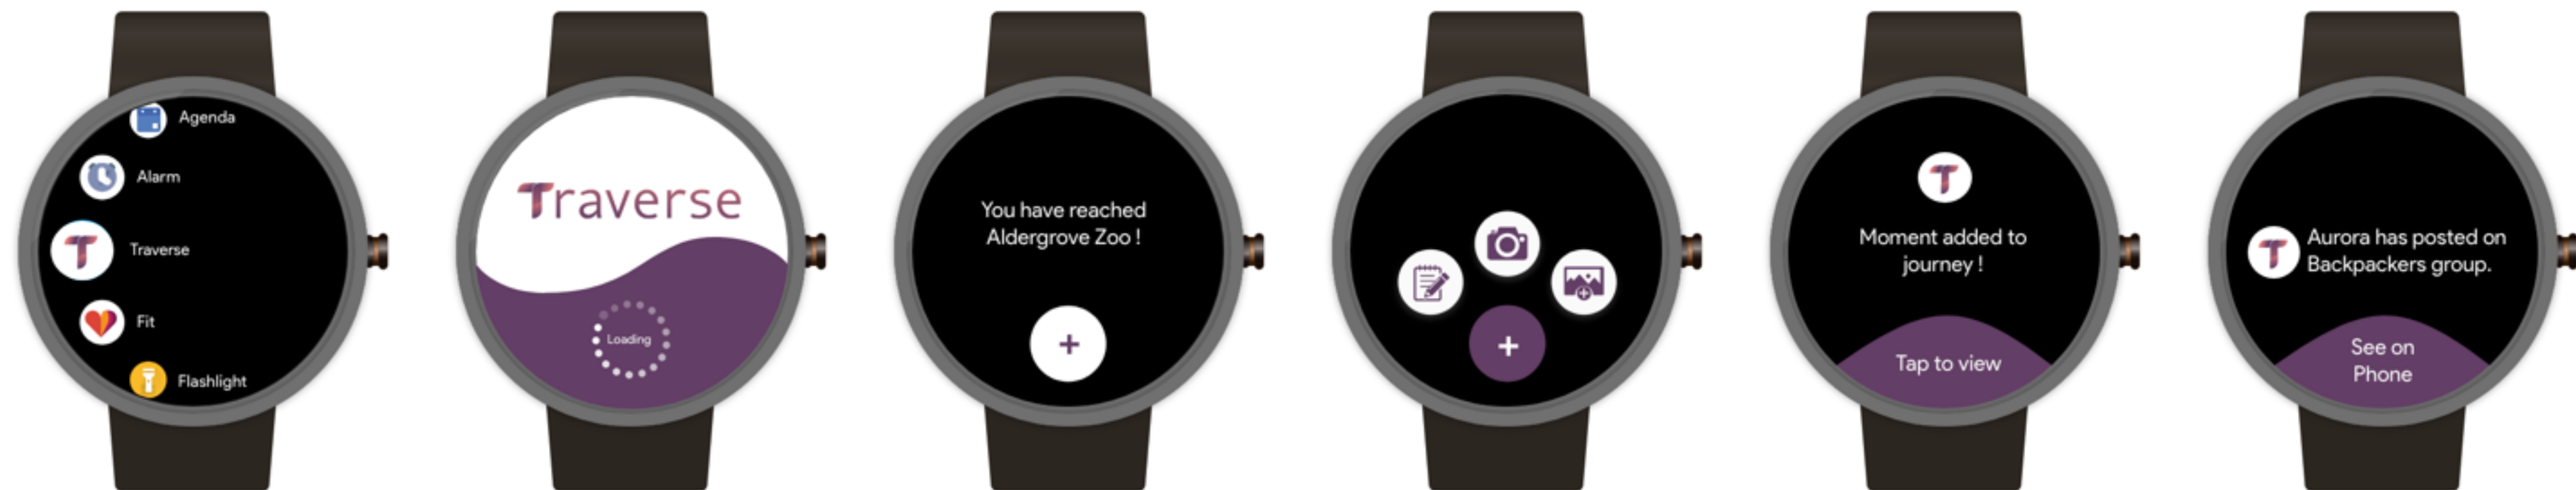 Agenda
Alarm
T
Traverse
Fit
Flashlight
Traverse
Loading
You have reached
Aldergrove Zoo !
+
+
T
Moment added to
journey !
Tap to view
T
Aurora has posted on
Backpackers group.
See on
Phone